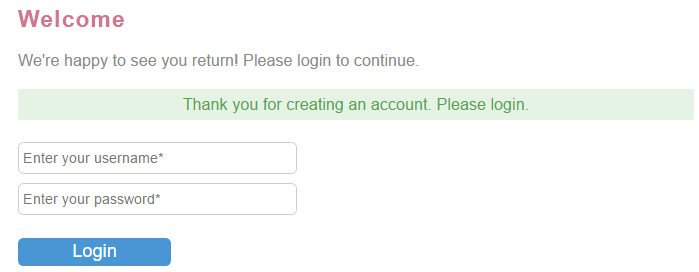 Welcome
We're happy to see you return! Please login to continue.
Thank you for creating an account. Please login.
Enter your username*
Enter your password*
Login